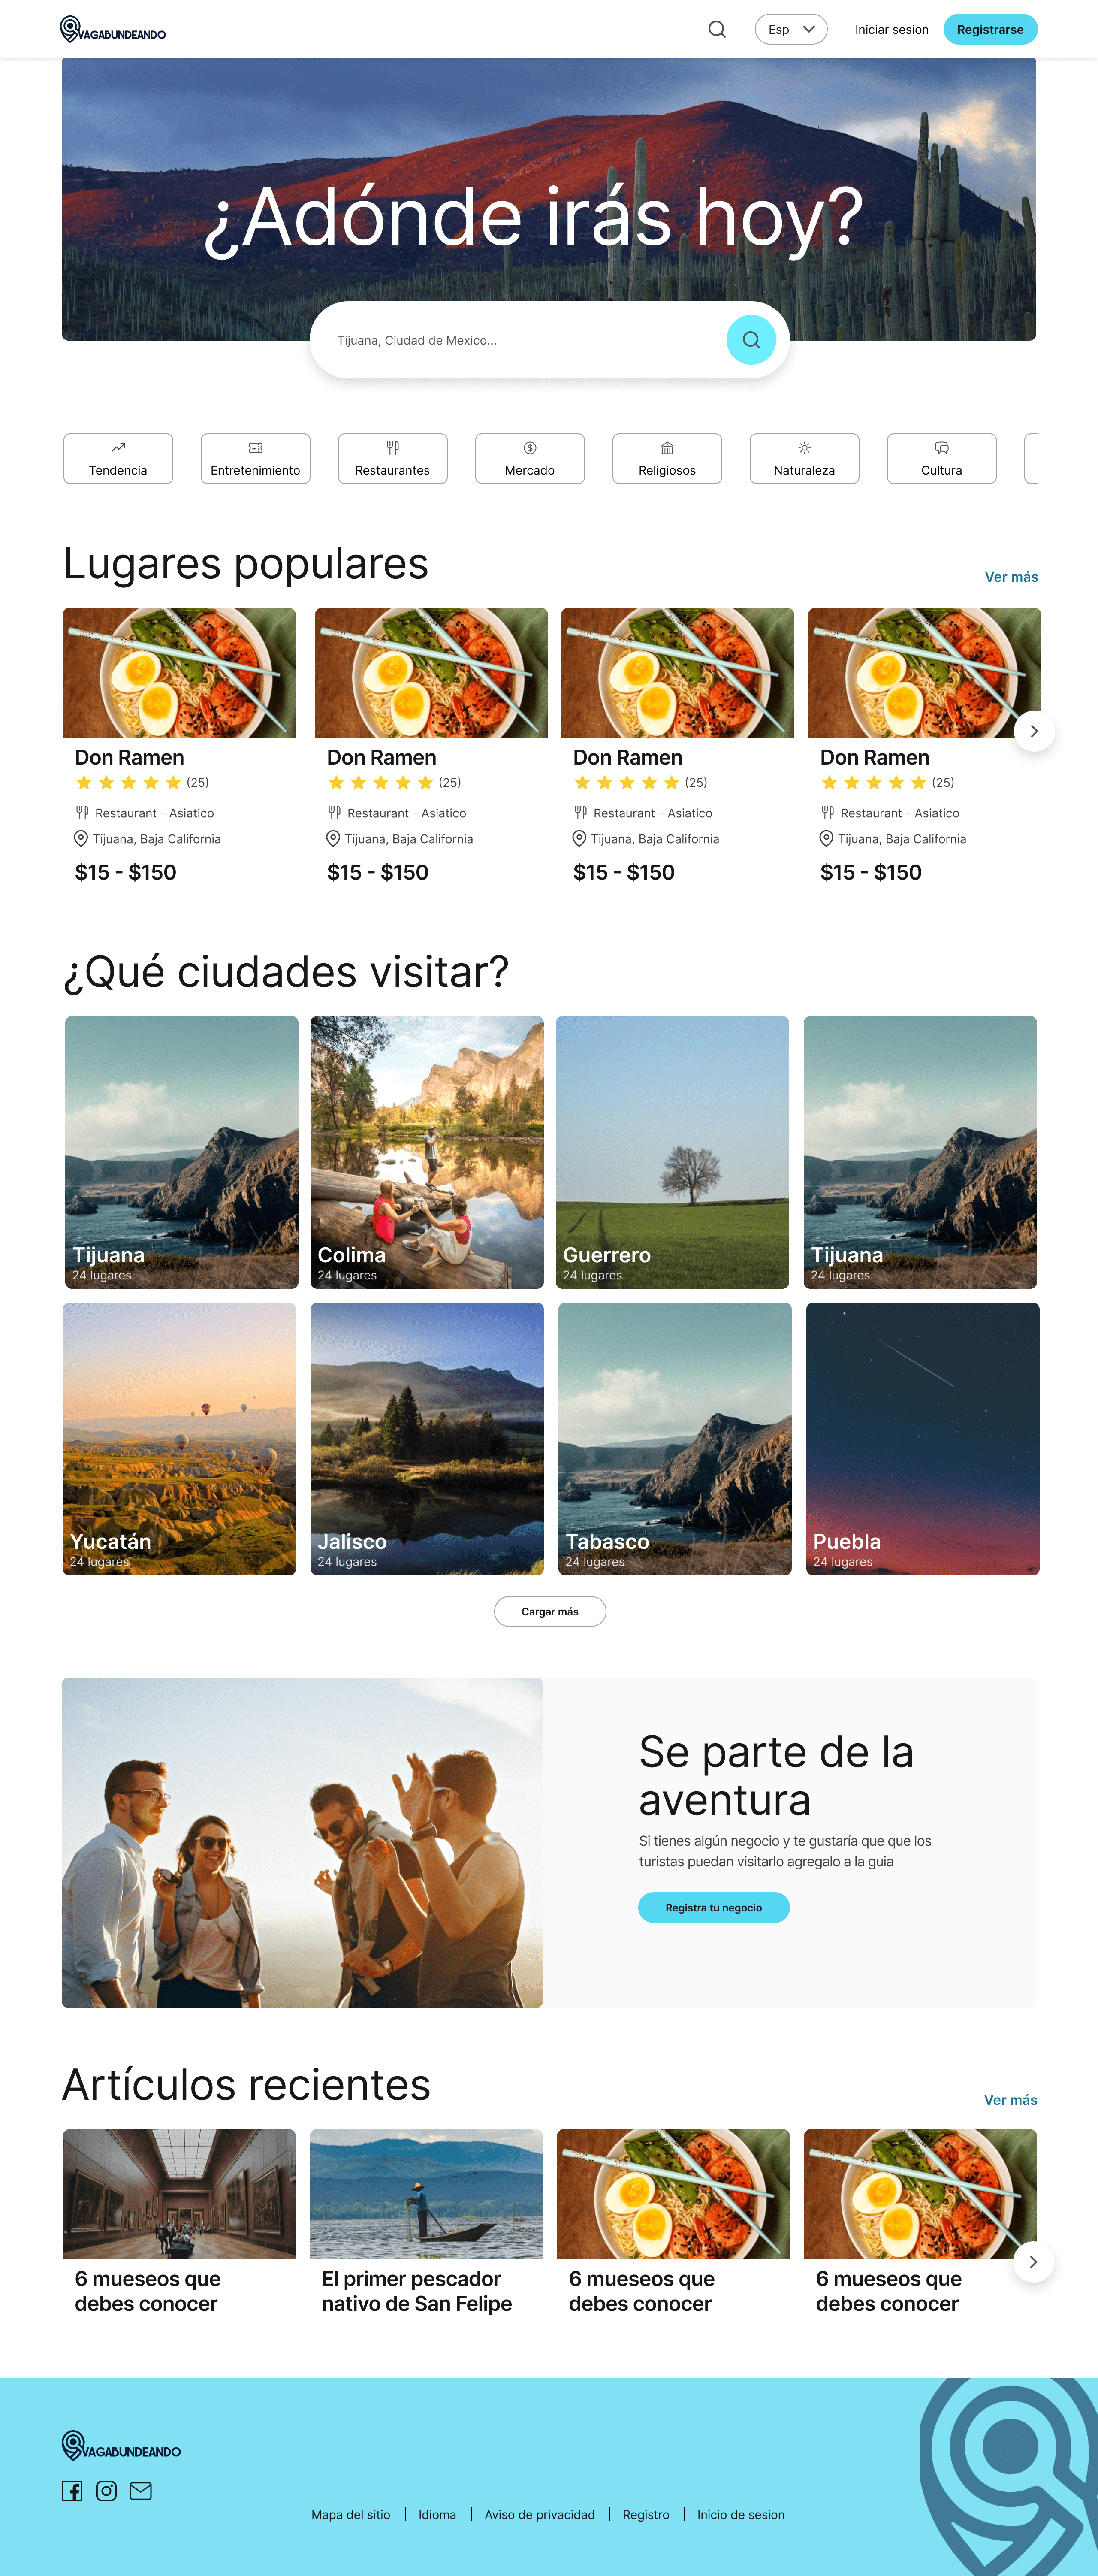 VAGABUNDEANDO
Esp
Iniciar sesion
Registrarse
¿Adónde irás hoy?
Tijuana, Ciudad de Mexico...
Tendencia
Entretenimiento
Restaurantes
Mercado
Religiosos
Naturaleza
Cultura
Lugares populares
Ver más
Don Ramen
(25)
Restaurant - Asiatico
Tijuana, Baja California
$15 - $150
Don Ramen
(25)
Restaurant - Asiatico
Tijuana, Baja California
$15 - $150
Don Ramen
(25)
Restaurant - Asiatico
Tijuana, Baja California
$15 - $150
Don Ramen
(25)
Restaurant - Asiatico
Tijuana, Baja California
$15 - $150
¿Qué ciudades visitar?
Tijuana
24 lugares
Colima
24 lugares
Guerrero
24 lugares
Tijuana
24 lugares
Yucatán
24 lugares
Jalisco
24 lugares
Tabasco
24 lugares
Puebla
24 lugares
Cargar más
Se parte de la
aventura
Si tienes algún negocio y te gustaría que que los
turistas puedan visitarlo agregalo a la guia
Registra tu negocio
Artículos recientes
Ver más
6 mueseos que
debes conocer
El primer pescador
nativo de San Felipe
6 mueseos que
debes conocer
6 mueseos que
debes conocer
VAGABUNDEANDO
Mapa del sitio
Idioma
Aviso de privacidad
Registro
Inicio de sesion